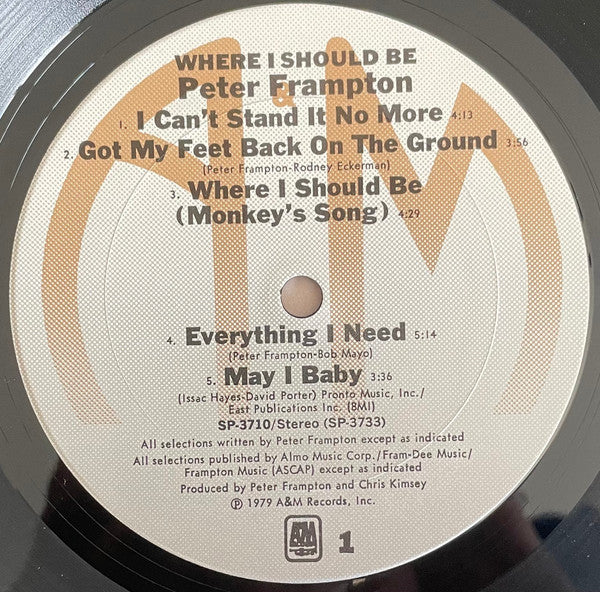 WHERE I SHOULD BE
Peter Frampton
1. I Can't Stand It No More 4:13
2. Got My Feet Back On The Ground 3:56
(Peter Frampton-Rodney Eckerman)
3. Where I Should Be
(Monkey's Song) 4:29
4. Everything I Need 5:14
(Peter Frampton-Bob Mayo)
5. May I Baby 3:36
(Issac Hayes-David Porter) Pronto Music, Inc./
East Publications Inc. (BMI)
SP-3710/Stereo (SP-3733)
All selections written by Peter Frampton except as indicated
All selections published by Almo Music Corp./Fram-Dee Music/
Frampton Music (ASCAP) except as indicated
Produced by Peter Frampton and Chris Kimsey
℗ 1979 A&M Records, Inc.
A&M 1